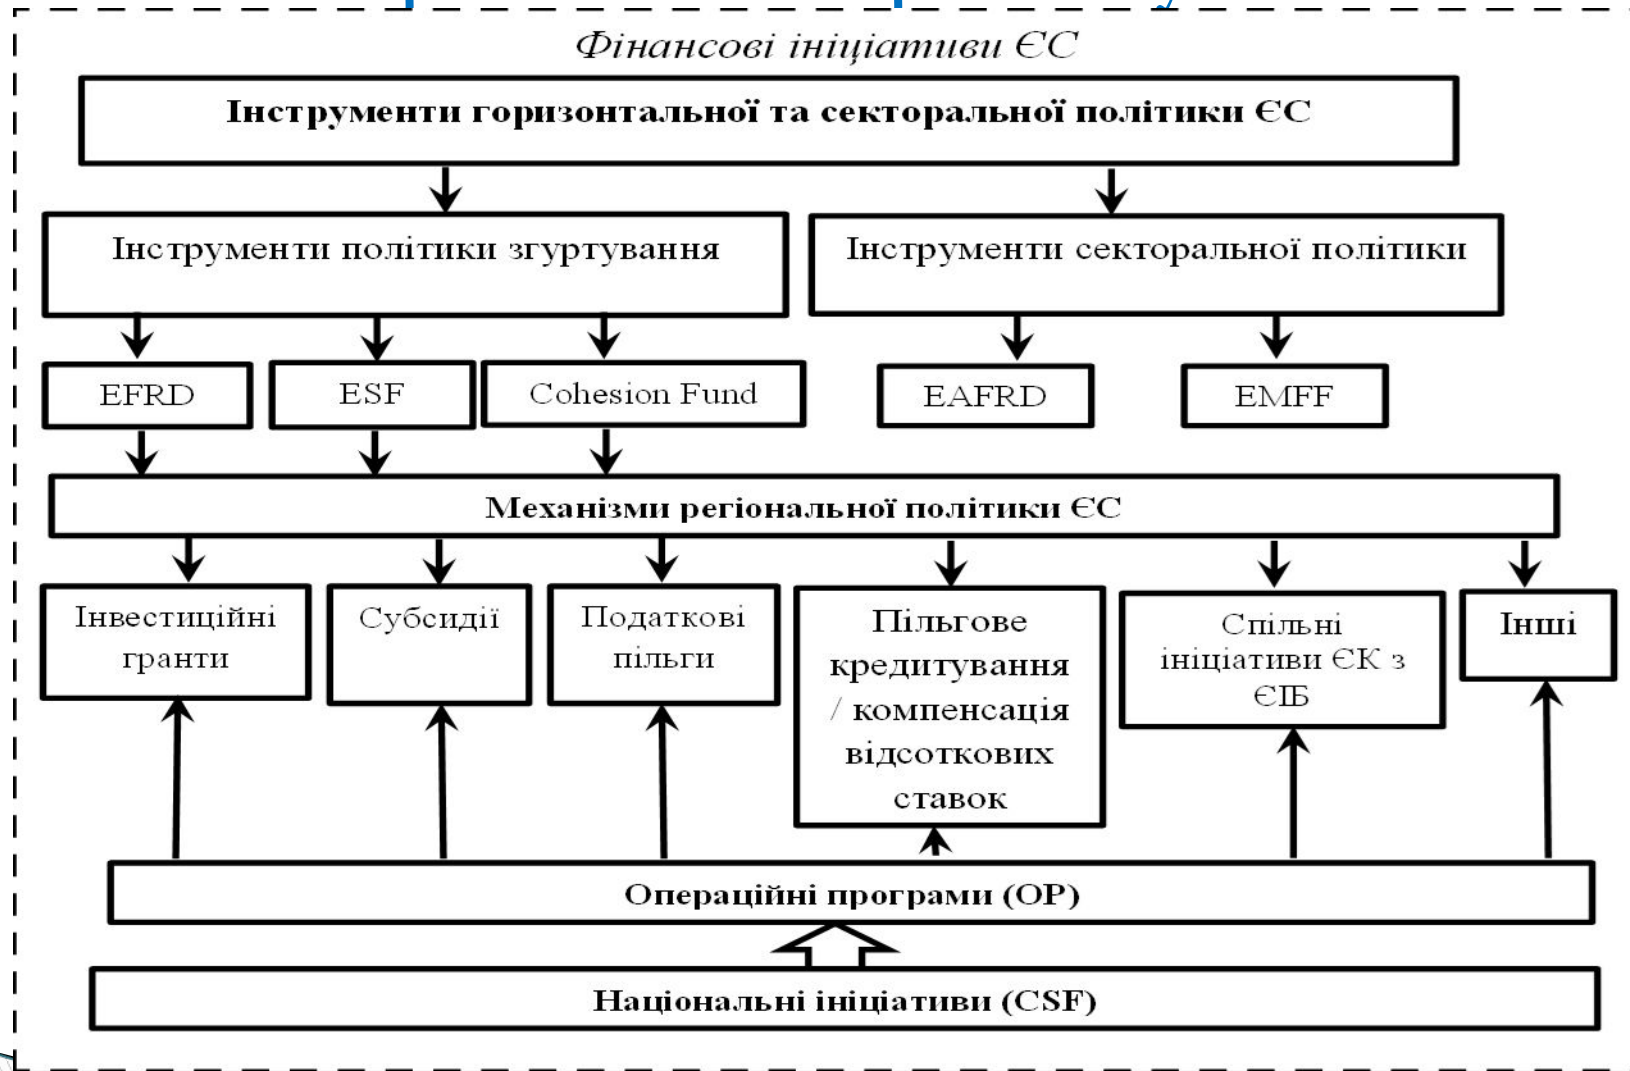 Фінансові ініціативи ЄС
Інструменти горизонтальної та секторальної політики ЄС
Інструменти політики згуртування
Інструменти секторальної політики
EFRD
ESF
Cohesion Fund
EAFRD
EMFF
Механізми регіональної політики ЄС
Інвестиційні
гранти
Субсидії
Податкові
пільги
Пільгове
кредитування
/ компенсація
відсоткових
ставок
Спільні
ініціативи ЄК з
ЄІБ
Інші
Операційні програми (ОР)
Національні ініціативи (CSF)